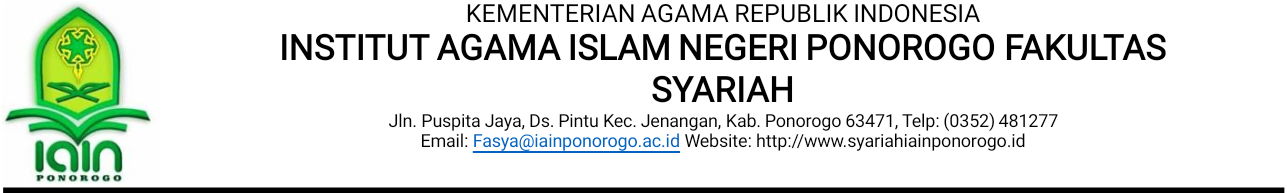 KEMENTERIAN AGAMA REPUBLIK INDONESIA
INSTITUT AGAMA ISLAM NEGERI PONOROGO FAKULTAS
SYARIAH
Jln. Puspita Jaya, Ds. Pintu Kec. Jenangan, Kab. Ponorogo 63471, Telp: (0352) 481277
Email: Fasya@iainponorogo.ac.id Website: http://www.syariahiainponorogo.id
iain
PONOROGO